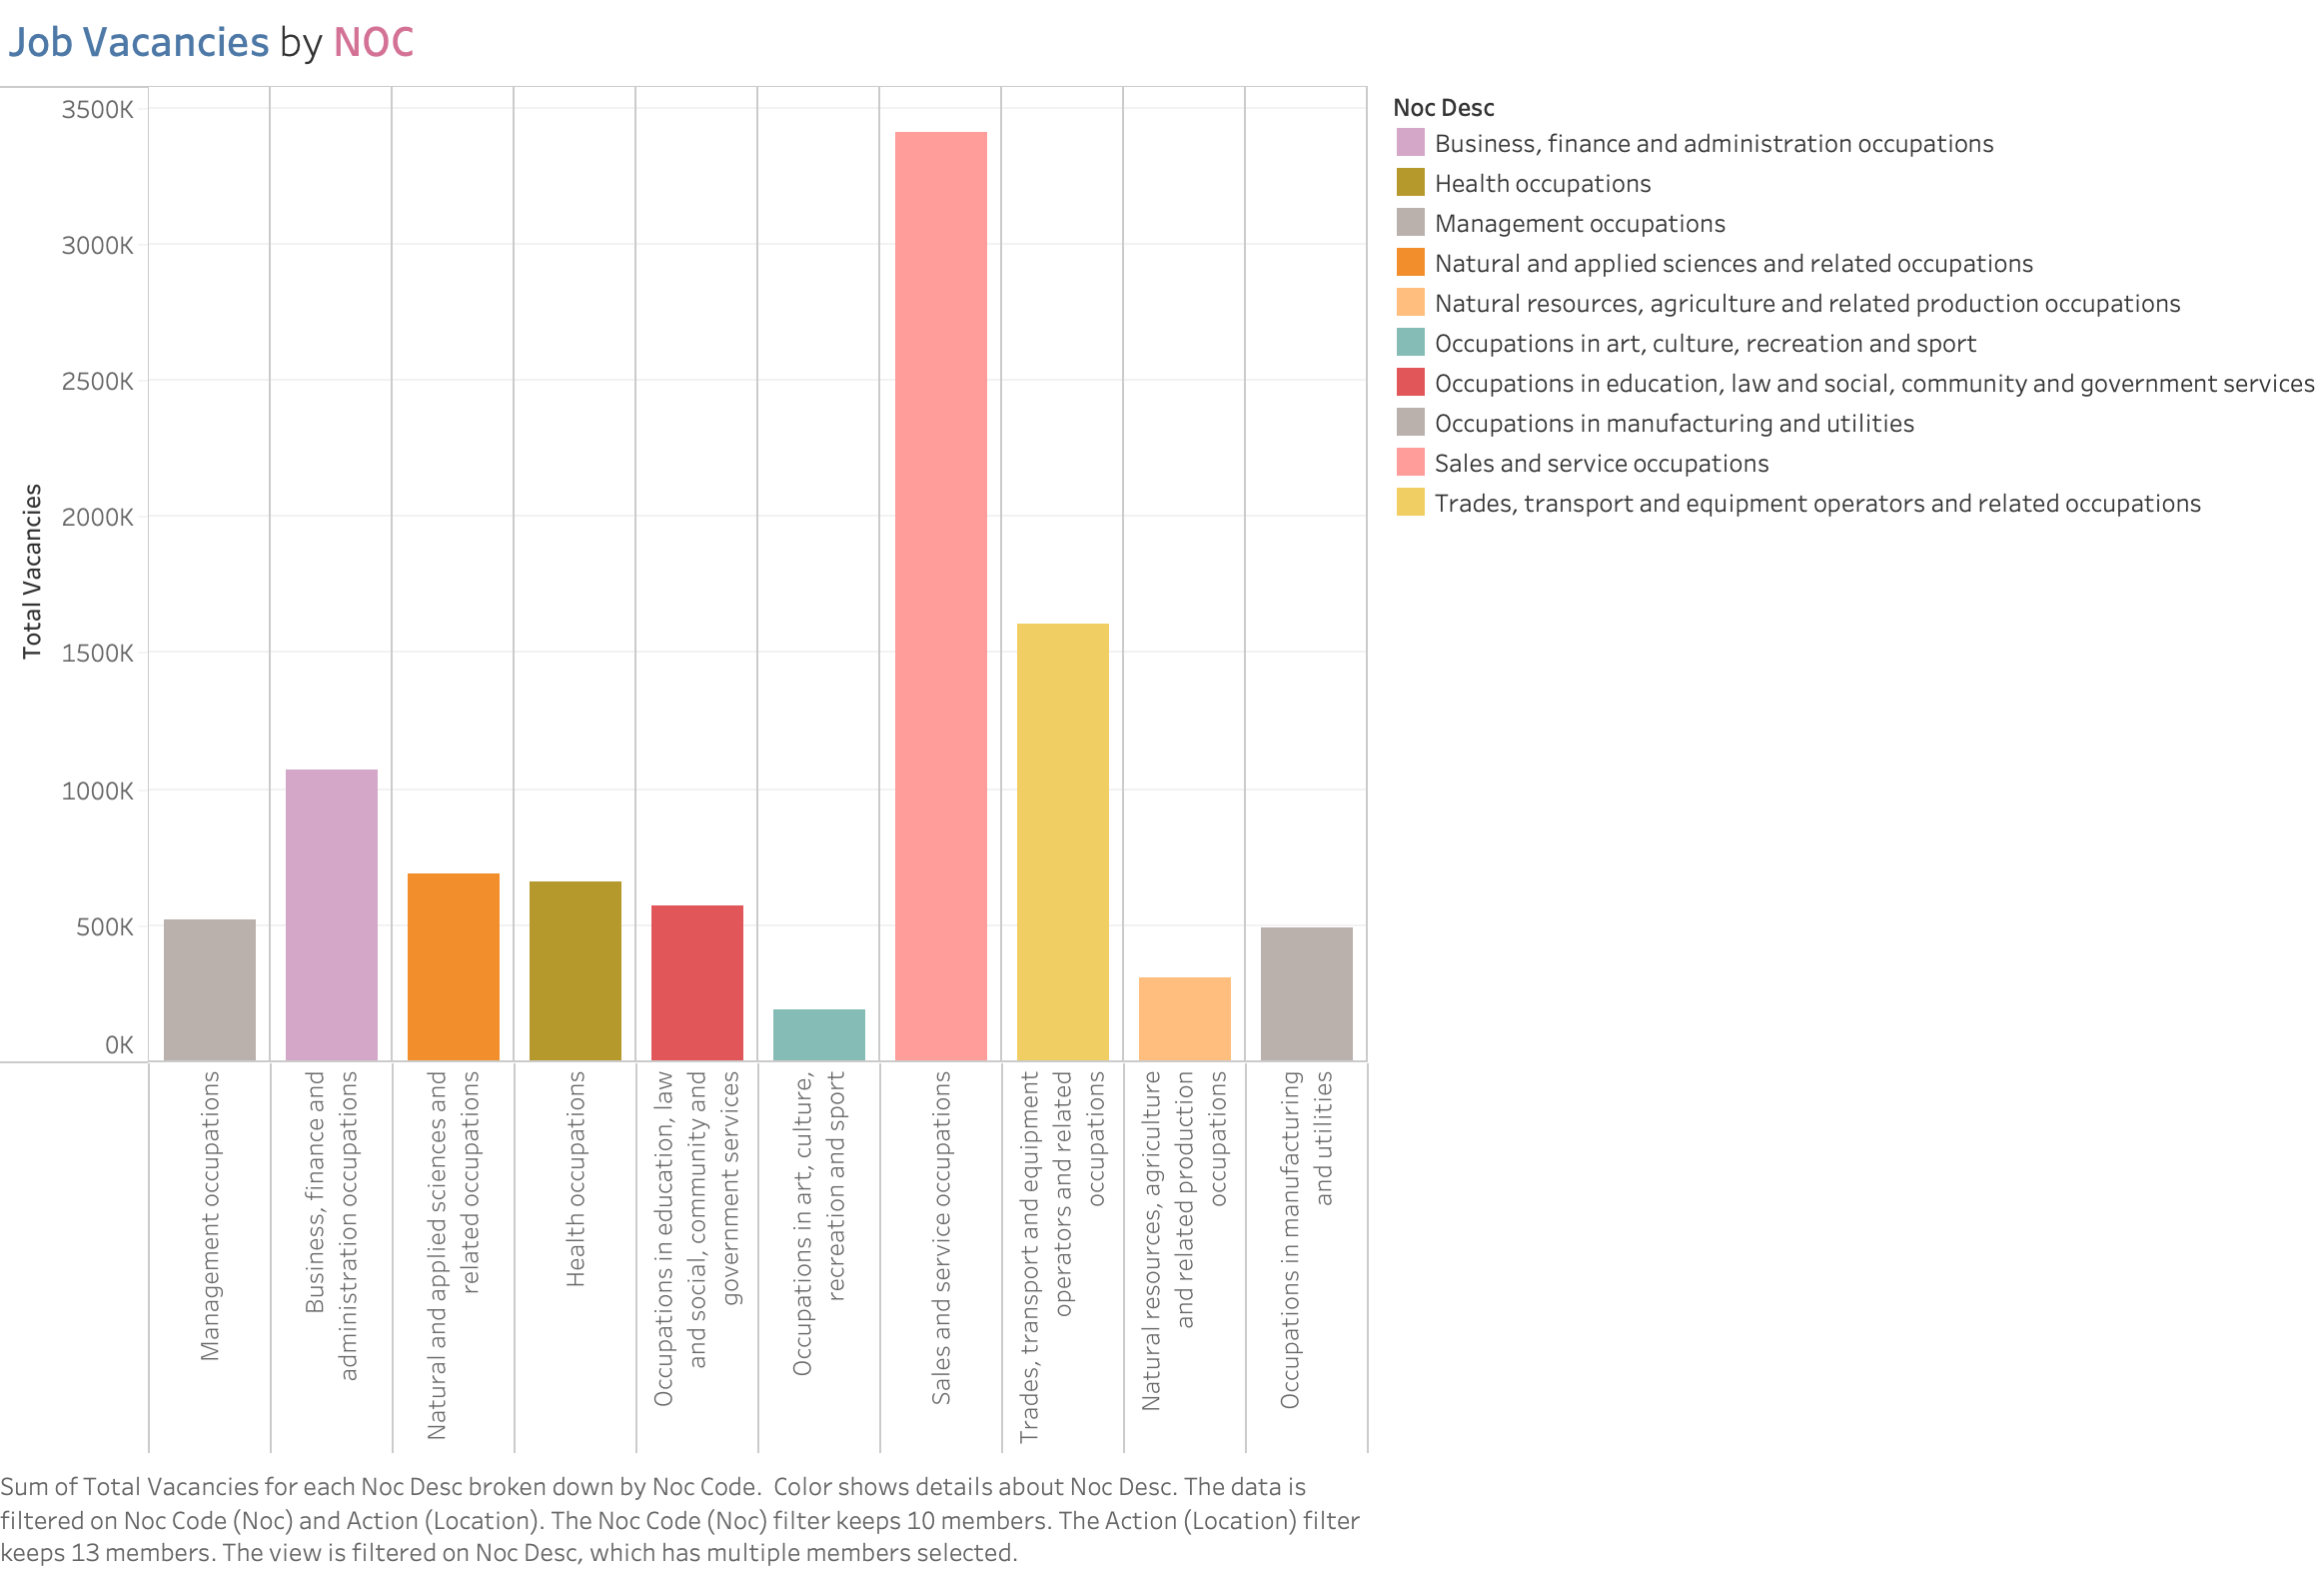 Job Vacancies by NOC
3500K
3000K
2500K
2000K
1500K
1000K
500K
0K
Total Vacancies
Management occupations
Business, finance and
administration occupations
Natural and applied sciences and
related occupations
Health occupations
Occupations in education, law
and social, community and
government services
Occupations in art, culture,
recreation and sport
Sales and service occupations
Trades, transport and equipment
operators and related
occupations
Natural resources, agriculture
and related production
occupations
Occupations in manufacturing
and utilities
Noc Desc
Business, finance and administration occupations
Health occupations
Management occupations
Natural and applied sciences and related occupations
Natural resources, agriculture and related production occupations
Occupations in art, culture, recreation and sport
Occupations in education, law and social, community and government services
Occupations in manufacturing and utilities
Sales and service occupations
Trades, transport and equipment operators and related occupations
Sum of Total Vacancies for each Noc Desc broken down by Noc Code.  Color shows details about Noc Desc. The data is
filtered on Noc Code (Noc) and Action (Location). The Noc Code (Noc) filter keeps 10 members. The Action (Location) filter
keeps 13 members. The view is filtered on Noc Desc, which has multiple members selected.